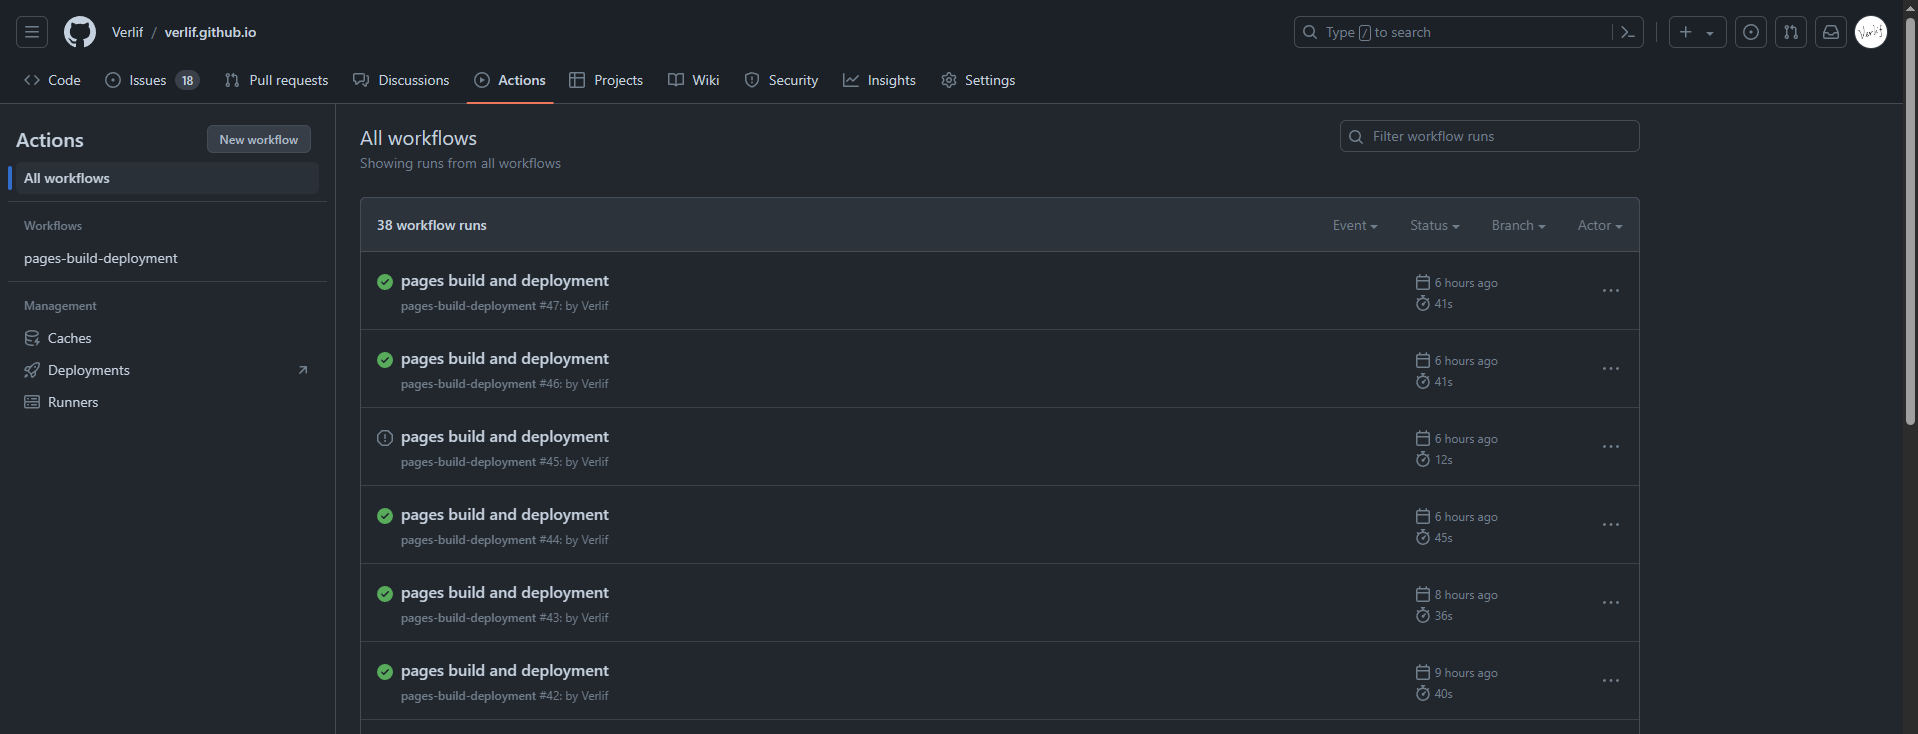 Verlif / verlif.github.io
Type / to search
Code Issues 18 Pull requests Discussions Actions Projects Wiki Security Insights Settings
Actions
New workflow
All workflows
Workflows
pages-build-deployment
Management
Caches
Deployments
Runners
All workflows
Showing runs from all workflows
Filter workflow runs
38 workflow runs
Event Status Branch Actor
pages build and deployment
pages-build-deployment #47: by Verlif
6 hours ago
41s
pages build and deployment
pages-build-deployment #46: by Verlif
6 hours ago
41s
pages build and deployment
pages-build-deployment #45: by Verlif
6 hours ago
12s
pages build and deployment
pages-build-deployment #44: by Verlif
6 hours ago
45s
pages build and deployment
pages-build-deployment #43: by Verlif
8 hours ago
36s
pages build and deployment
pages-build-deployment #42: by Verlif
9 hours ago
40s